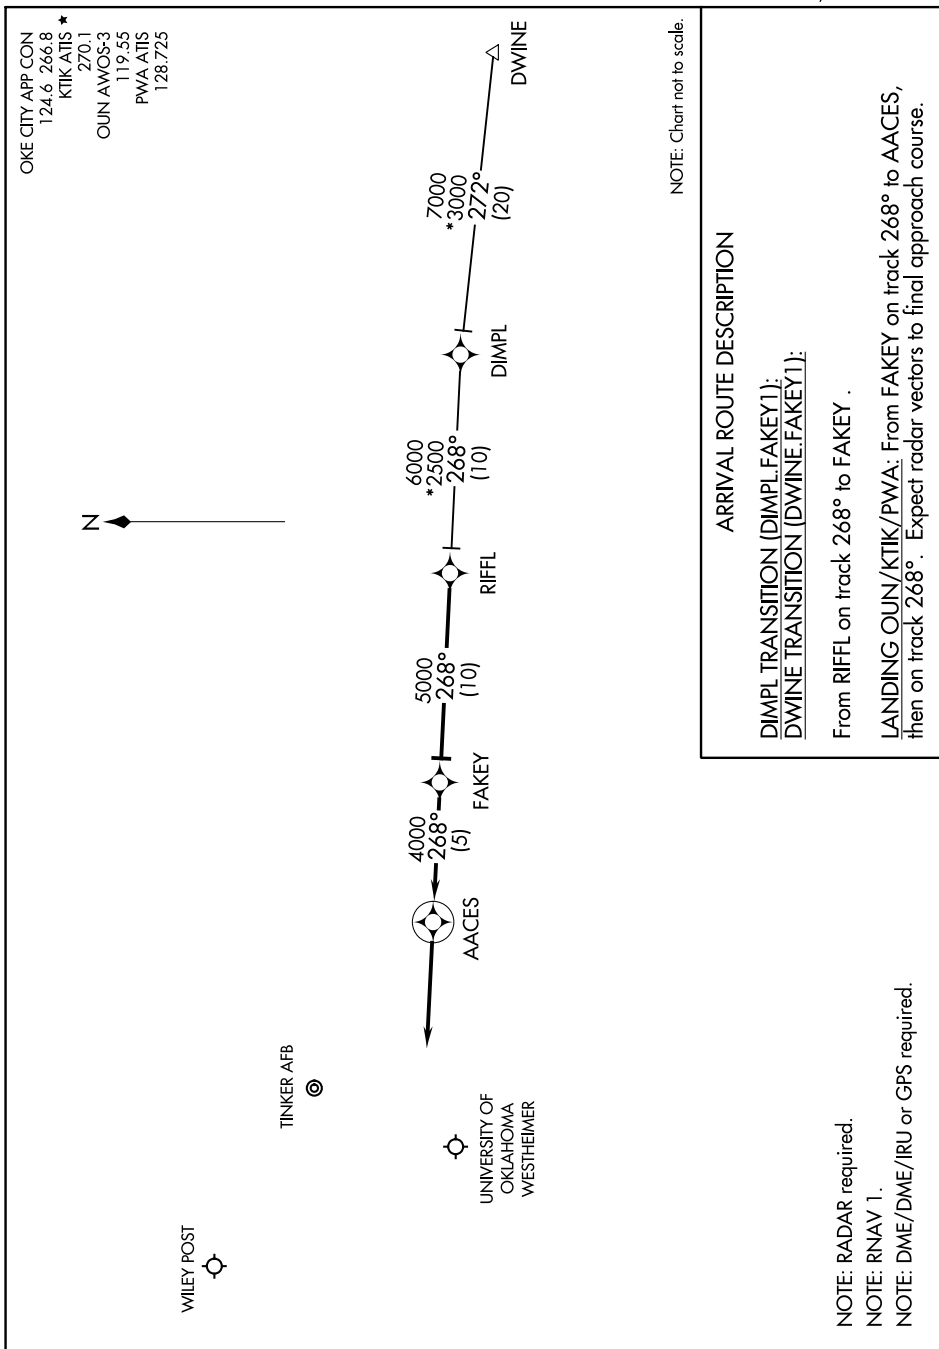 OKE CITY APP CON
124.6 266.8
KTIK ATIS ★
270.1
OUN AWOS-3
119.55
PWA ATIS
128.725
N
WILEY POST
TINKER AFB
UNIVERSITY OF
OKLAHOMA
WESTHEIMER
AACES
4000
268°
(5)
FAKEY
5000
268°
(10)
RIFFL
6000
*2500
268°
(10)
DIMPL
7000
*3000
272°
(20)
DWINE
NOTE: Chart not to scale.
NOTE: RADAR required.
NOTE: RNAV 1.
NOTE: DME/DME/IRU or GPS required.
ARRIVAL ROUTE DESCRIPTION
DIMPL TRANSITION (DIMPL.FAKEY1):
DWINE TRANSITION (DWINE.FAKEY1):
From RIFFL on track 268° to FAKEY .
LANDING OUN/KTIK/PWA: From FAKEY on track 268° to AACES,
then on track 268°. Expect radar vectors to final approach course.